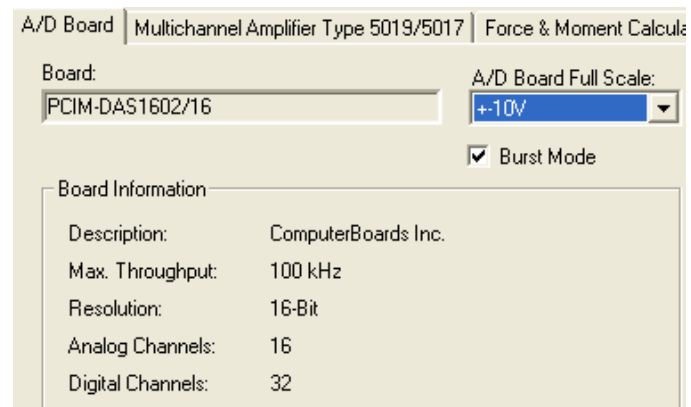 A/D Board Multichannel Amplifier Type 5019/5017 Force & Moment Calcula
Board: A/D Board Full Scale:
PCIM-DAS1602/16 +-10V
Burst Mode
Board Information
Description: ComputerBoards Inc.
Max. Throughput: 100 kHz
Resolution: 16-Bit
Analog Channels: 16
Digital Channels: 32